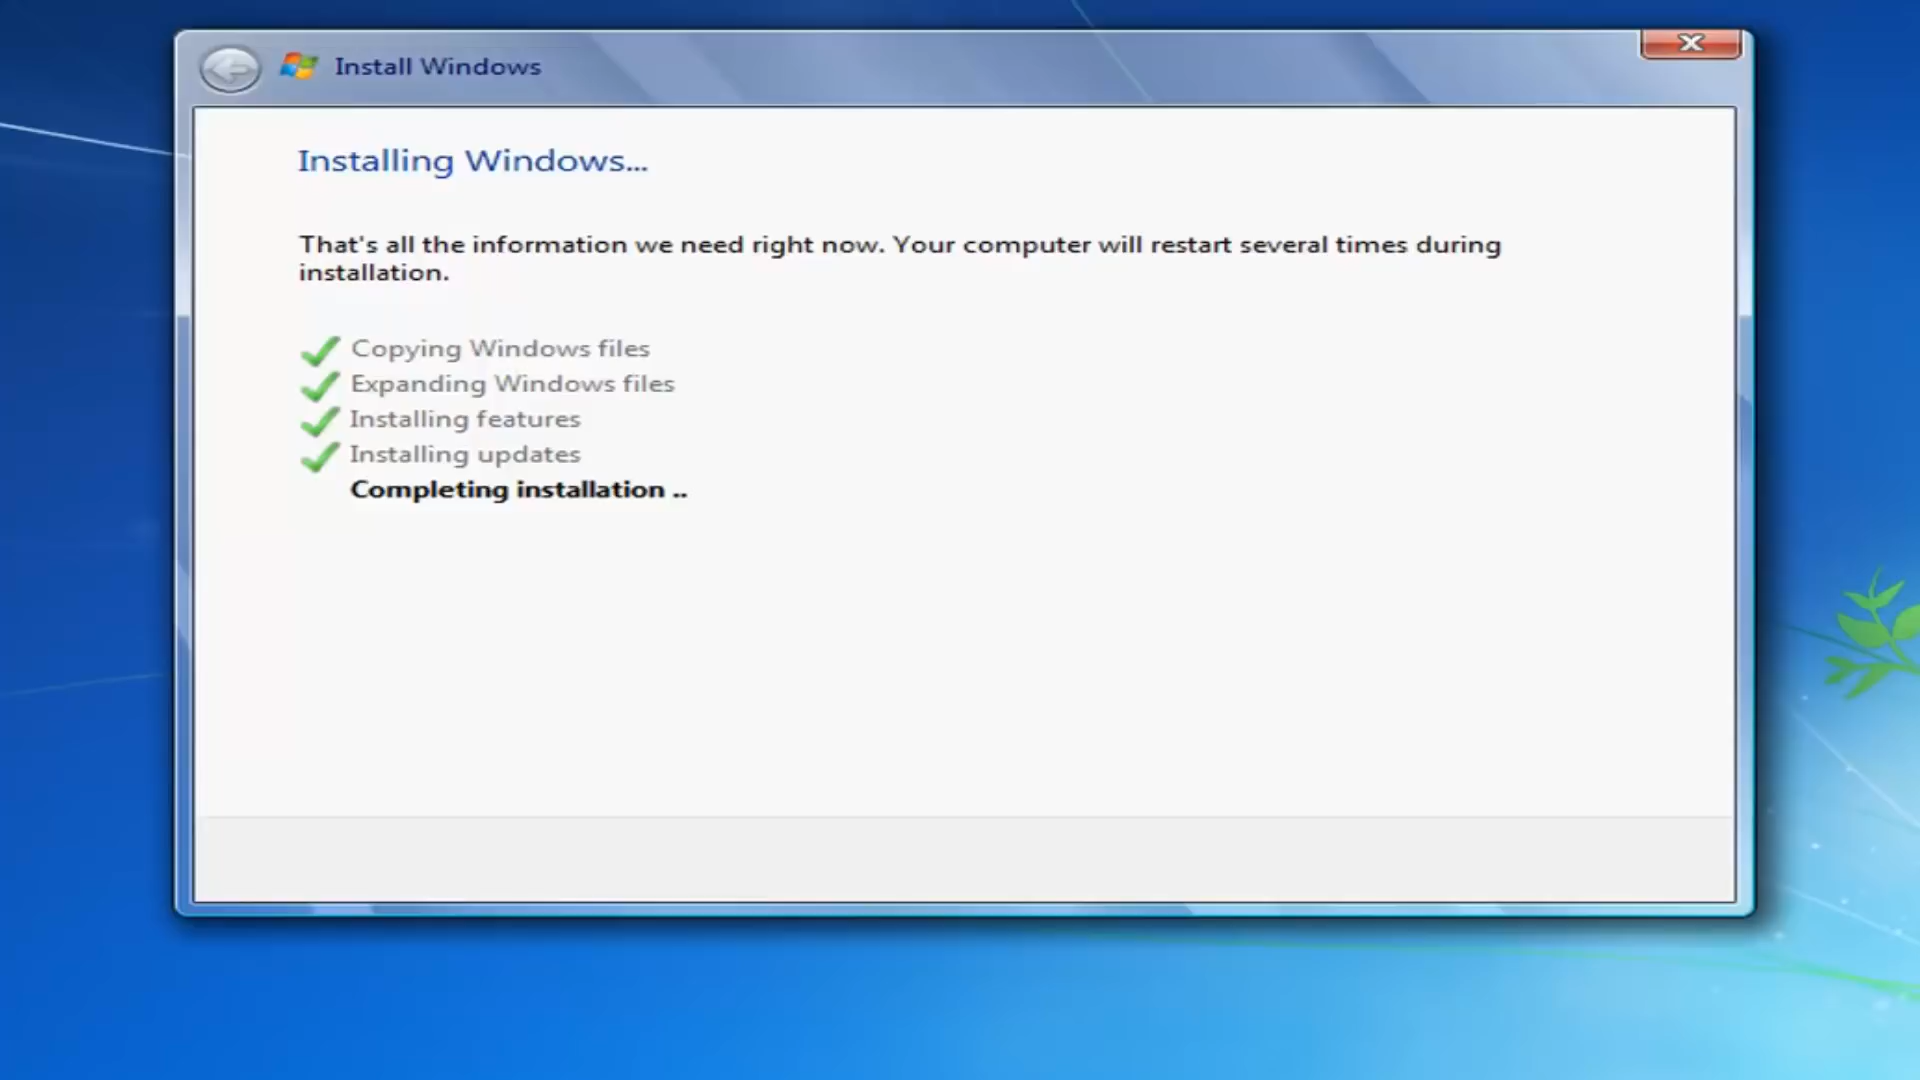 Install Windows
Installing Windows...
That's all the information we need right now. Your computer will restart several times during
installation.
Copying Windows files
Expanding Windows files
Installing features
Installing updates
Completing installation ..